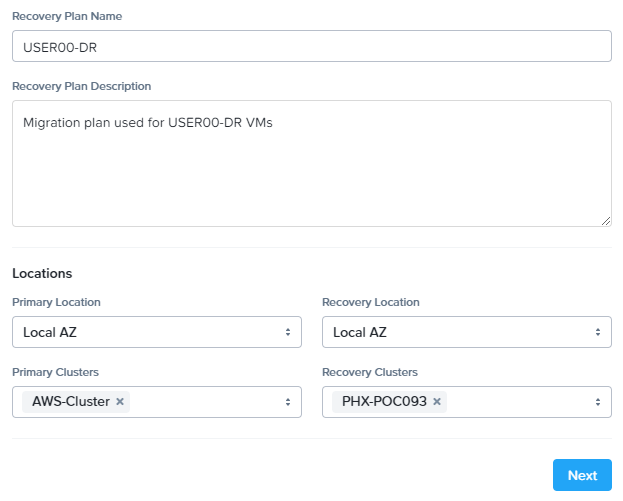 Recovery Plan Name
USER00-DR
Recovery Plan Description
Migration plan used for USER00-DR VMs
Locations
Primary Location
Recovery Location
Local AZ
Local AZ
Primary Clusters
Recovery Clusters
AWS-Cluster ×
PHX-POC093 ×
Next